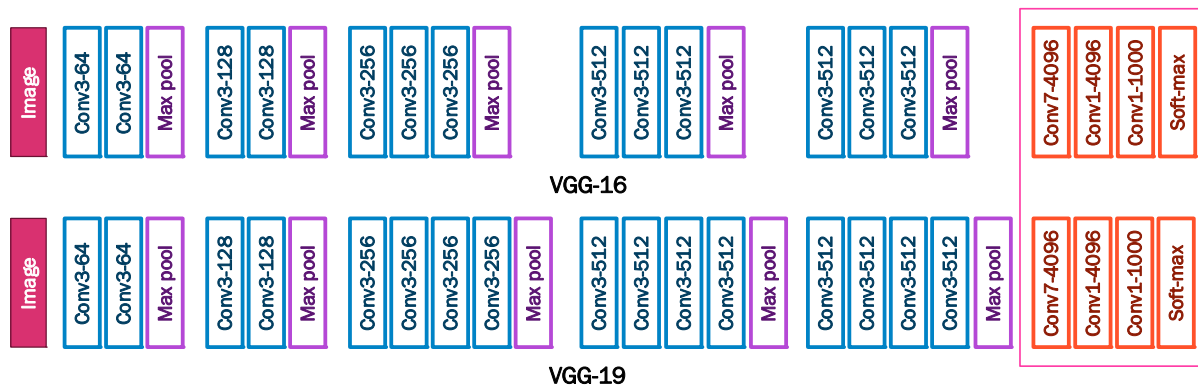 Image
Conv3-64
Conv3-64
Max pool
Conv3-128
Conv3-128
Max pool
Conv3-256
Conv3-256
Conv3-256
Max pool
Conv3-512
Conv3-512
Conv3-512
Max pool
Conv3-512
Conv3-512
Conv3-512
Max pool
Conv7-4096
Conv1-4096
Conv1-1000
Soft-max
VGG-16
Image
Conv3-64
Conv3-64
Max pool
Conv3-128
Conv3-128
Max pool
Conv3-256
Conv3-256
Conv3-256
Conv3-256
Max pool
Conv3-512
Conv3-512
Conv3-512
Conv3-512
Max pool
Conv3-512
Conv3-512
Conv3-512
Conv3-512
Max pool
Conv7-4096
Conv1-4096
Conv1-1000
Soft-max
VGG-19